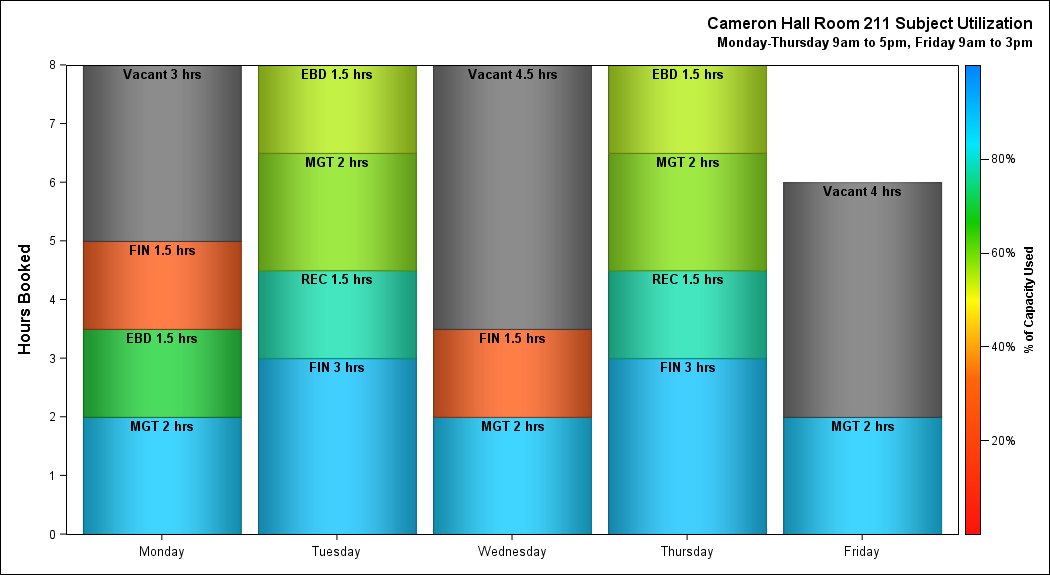 Cameron Hall Room 211 Subject Utilization
Monday-Thursday 9am to 5pm, Friday 9am to 3pm
Hours Booked
8
7
6
5
4
3
2
1
0
Vacant 3 hrs
FIN 1.5 hrs
EBD 1.5 hrs
MGT 2 hrs
EBD 1.5 hrs
MGT 2 hrs
REC 1.5 hrs
FIN 3 hrs
Vacant 4.5 hrs
FIN 1.5 hrs
MGT 2 hrs
EBD 1.5 hrs
MGT 2 hrs
REC 1.5 hrs
FIN 3 hrs
Vacant 4 hrs
MGT 2 hrs
Monday
Tuesday
Wednesday
Thursday
Friday
80%
60%
40%
20%
% of Capacity Used